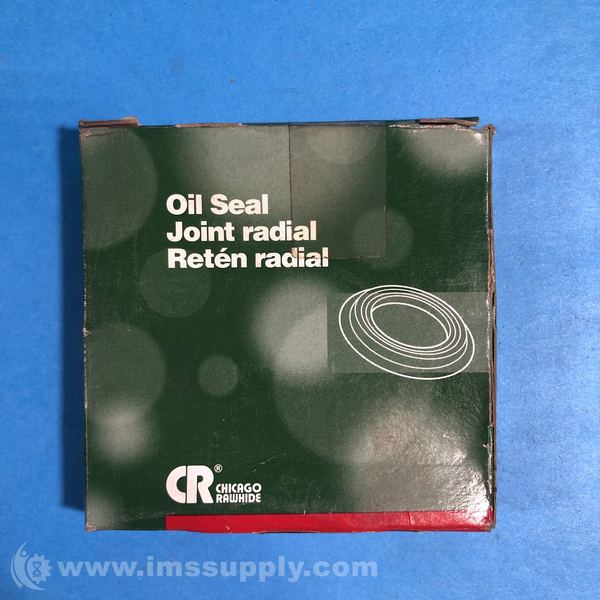 Oil Seal
Joint radial
Retén radial
CR® CHICAGO
RAWHIDE
www.imssupply.com